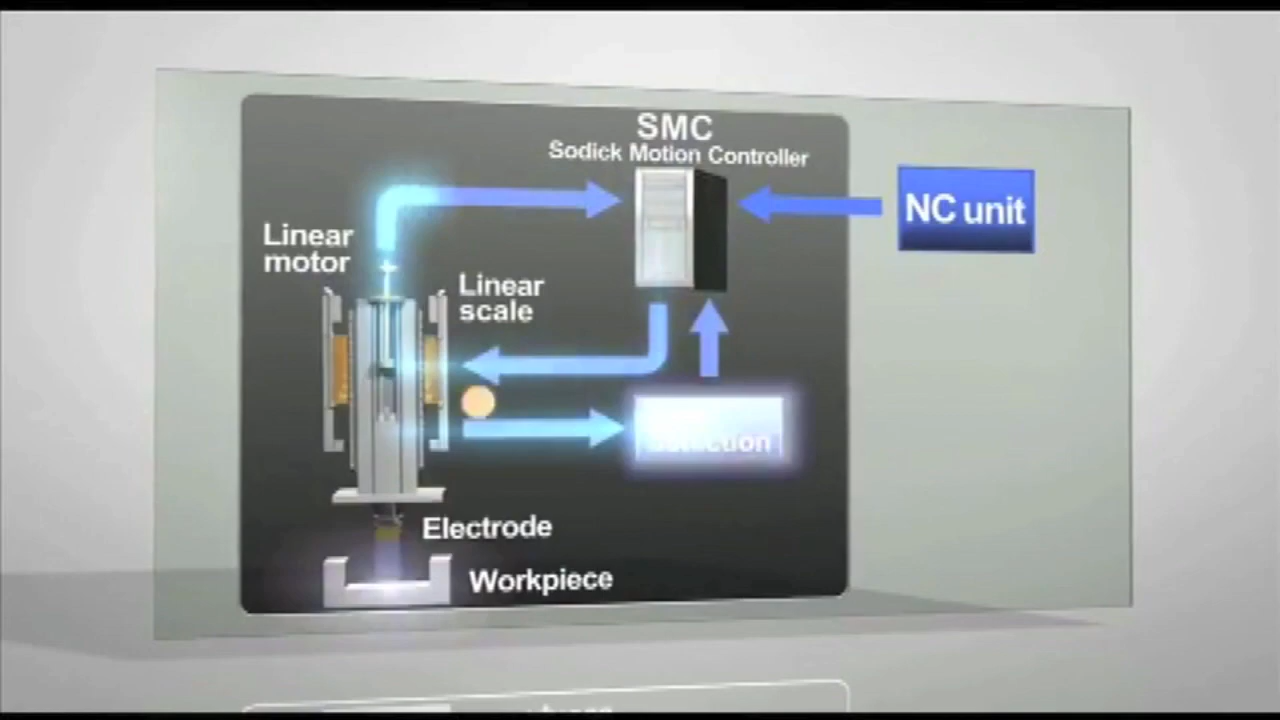 SMC
Sodick Motion Controller
NC unit
Linear
motor
Linear
scale
Electrode
Workpiece